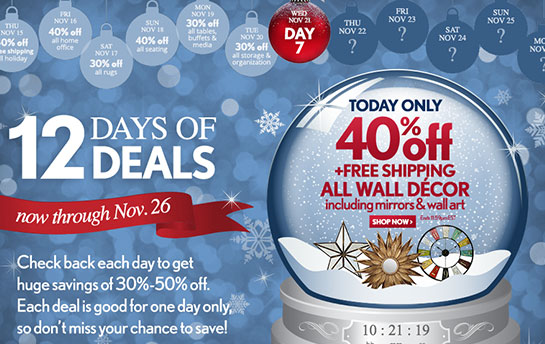 THU
NOV 15
50% off
free shipping
all holiday
FRI
NOV 16
40% off
all home
office
SAT
NOV 17
30% off
all rugs
SUN
NOV 18
40% off
all seating
MON
NOV 19
30% off
all tables,
buffets &
media
TUE
NOV 20
30% off
all storage &
organization
WED
NOV 21
DAY
7
THU
NOV 22
?
FRI
NOV 23
?
SAT
NOV 24
?
SUN
NOV 25
?
12 DAYS OF
DEALS
now through Nov. 26
Check back each day to get
huge savings of 30%-50% off.
Each deal is good for one day only,
so don't miss your chance to save!
TODAY ONLY
40% off
+FREE SHIPPING
ALL WALL DÉCOR
including mirrors & wall art
SHOP NOW ›
10 : 21 : 19